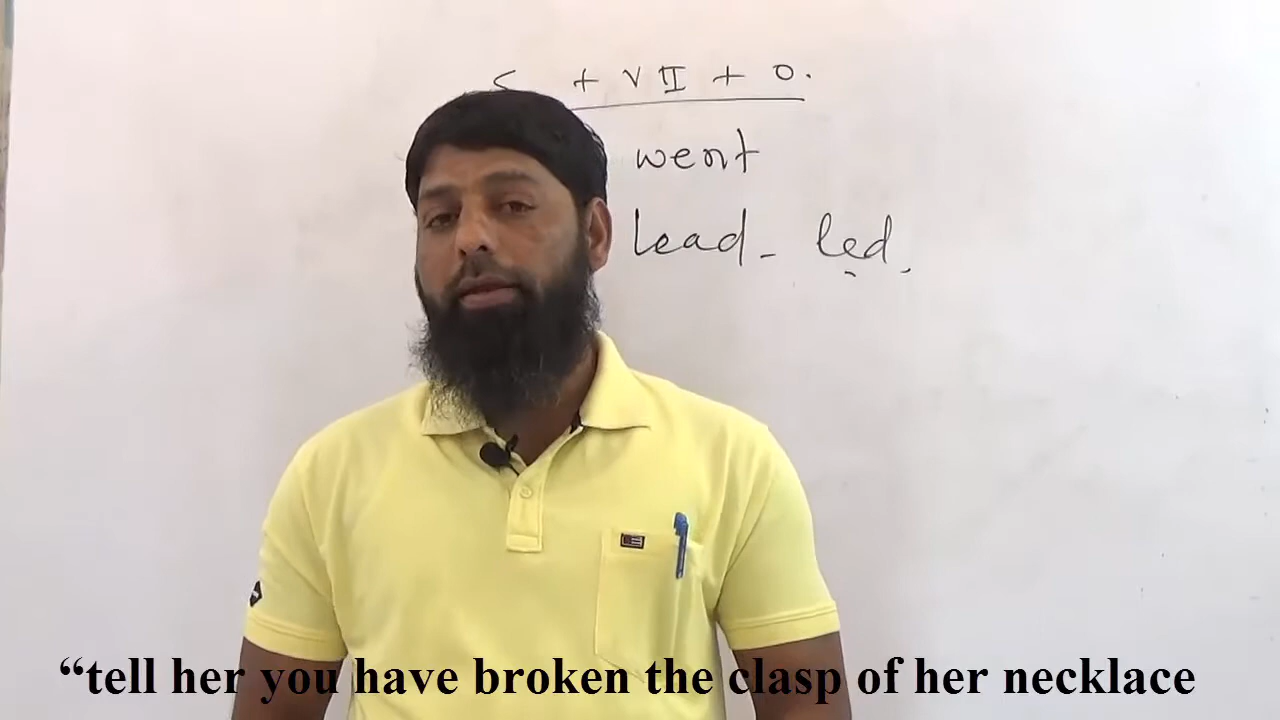 S + V II + O.
went
lead - led.
“tell her you have broken the clasp of her necklace